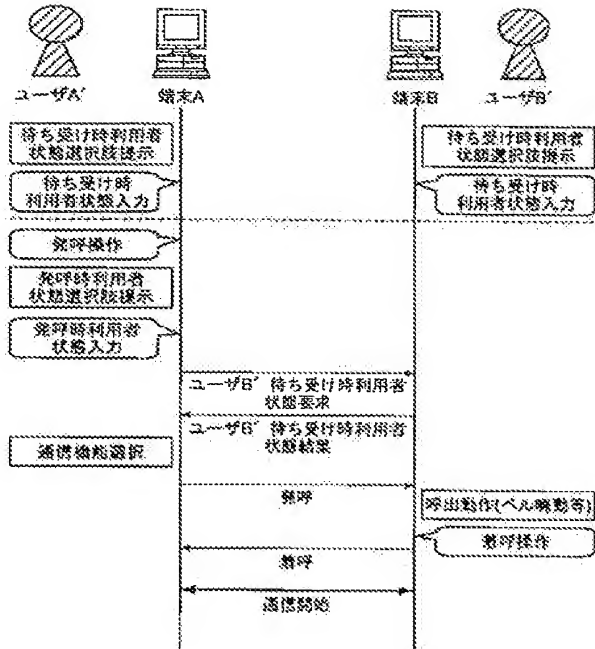 ユーザA'
端末A
端末B
ユーザB'
待ち受け時利用者
状態選択肢提示
待ち受け時利用者
状態選択肢提示
待ち受け時
利用者状態入力
待ち受け時
利用者状態入力
発呼操作
発呼時利用者
状態選択肢提示
発呼時利用者
状態入力
ユーザB' 待ち受け時利用者
状態要求
ユーザB' 待ち受け時利用者
状態結果
通信機能選択
発呼
呼出動作(ベル鳴動等)
着呼操作
着呼
通信開始